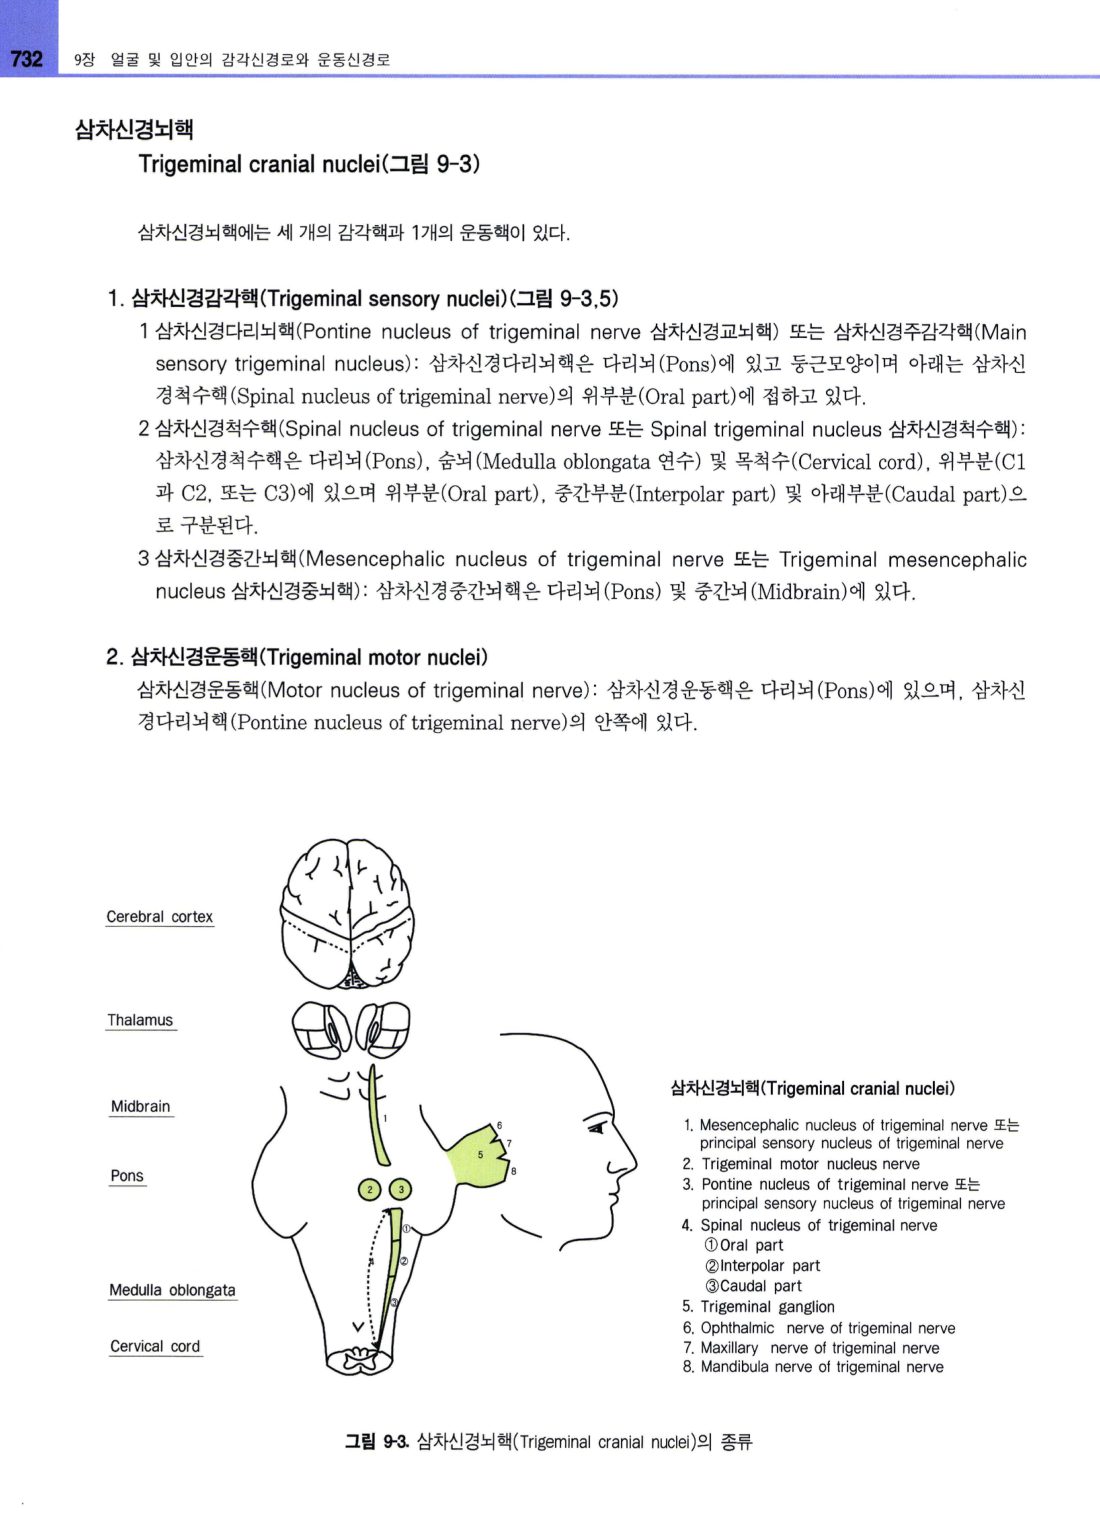 732 9장 얼굴 및 입안의 감각신경로와 운동신경로
삼차신경뇌핵
Trigeminal cranial nuclei(그림 9-3)
삼차신경뇌핵에는 세 개의 감각핵과 1개의 운동핵이 있다.
1. 삼차신경감각핵(Trigeminal sensory nuclei)(그림 9-3,5)
1 삼차신경다리뇌핵(Pontine nucleus of trigeminal nerve 삼차신경교뇌핵) 또는 삼차신경주감각핵(Main
sensory trigeminal nucleus): 삼차신경다리뇌핵은 다리뇌(Pons)에 있고 둥근모양이며 아래는 삼차신
경척수핵(Spinal nucleus of trigeminal nerve)의 위부분(Oral part)에 접하고 있다.
2 삼차신경척수핵(Spinal nucleus of trigeminal nerve 또는 Spinal trigeminal nucleus 삼차신경척수핵):
삼차신경척수핵은 다리뇌(Pons), 숨뇌(Medulla oblongata 연수) 및 목척수(Cervical cord), 위부분(C1
과 C2, 또는 C3)에 있으며 위부분(Oral part), 중간부분(Interpolar part) 및 아래부분(Caudal part)으
로 구분된다.
3 삼차신경중간뇌핵(Mesencephalic nucleus of trigeminal nerve 또는 Trigeminal mesencephalic
nucleus 삼차신경중뇌핵): 삼차신경중간뇌핵은 다리뇌(Pons) 및 중간뇌(Midbrain)에 있다.
2. 삼차신경운동핵(Trigeminal motor nuclei)
삼차신경운동핵(Motor nucleus of trigeminal nerve): 삼차신경운동핵은 다리뇌(Pons)에 있으며, 삼차신
경다리뇌핵(Pontine nucleus of trigeminal nerve)의 안쪽에 있다.
Cerebral cortex
Thalamus
Midbrain
Pons
Medulla oblongata
Cervical cord
1
2
3
4
①
②
③
5
6
7
8
삼차신경뇌핵(Trigeminal cranial nuclei)
1. Mesencephalic nucleus of trigeminal nerve 또는
principal sensory nucleus of trigeminal nerve
2. Trigeminal motor nucleus nerve
3. Pontine nucleus of trigeminal nerve 또는
principal sensory nucleus of trigeminal nerve
4. Spinal nucleus of trigeminal nerve
①Oral part
②Interpolar part
③Caudal part
5. Trigeminal ganglion
6. Ophthalmic nerve of trigeminal nerve
7. Maxillary nerve of trigeminal nerve
8. Mandibula nerve of trigeminal nerve
그림 9-3. 삼차신경뇌핵(Trigeminal cranial nuclei)의 종류